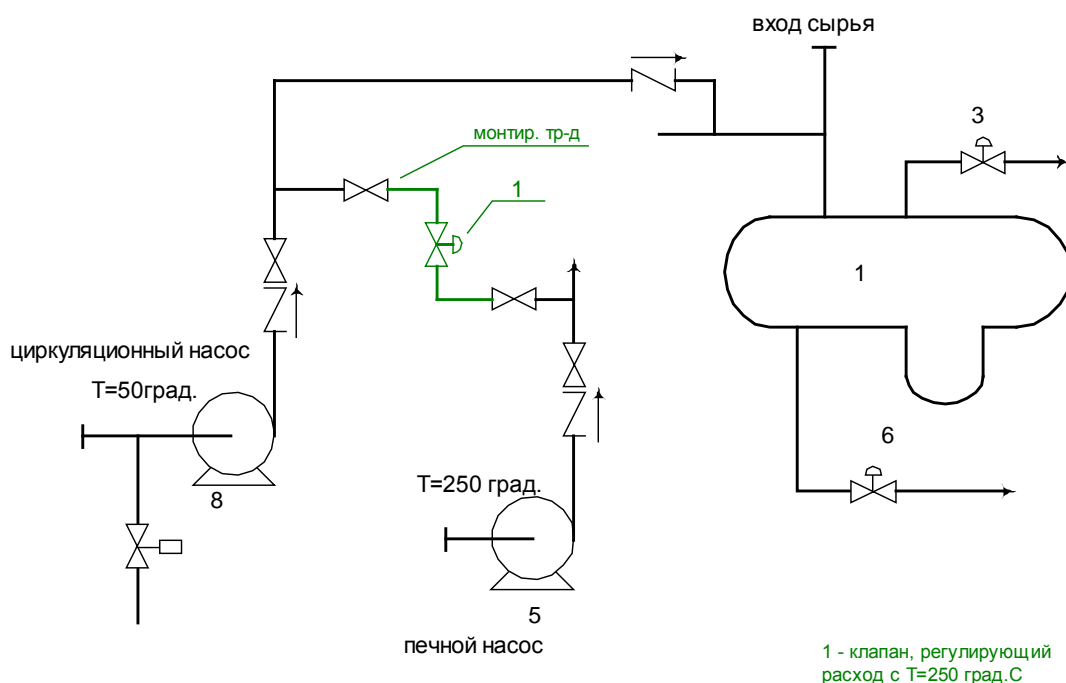 вход сырья
3
монтир. тр-д
1
1
циркуляционный насос
Т=50град.
8
Т=250 град.
6
5
печной насос
1 - клапан, регулирующий
расход с Т=250 град.С